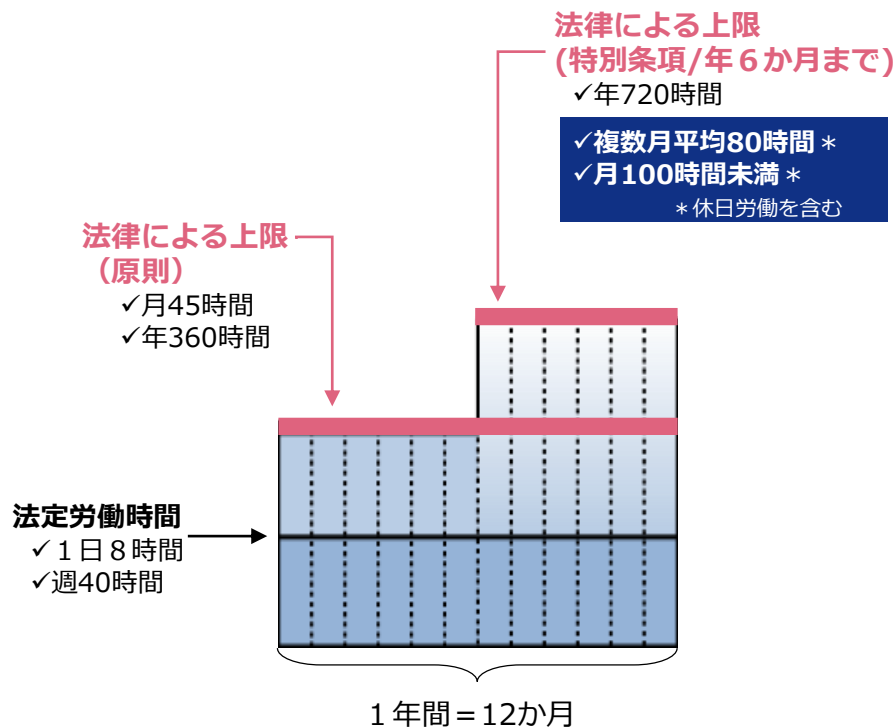 法律による上限
(特別条項/年６か月まで)
✓年720時間
✓複数月平均80時間＊
✓月100時間未満＊
＊休日労働を含む
法律による上限
（原則）
✓月45時間
✓年360時間
法定労働時間
✓１日８時間
✓週40時間
１年間＝12か月